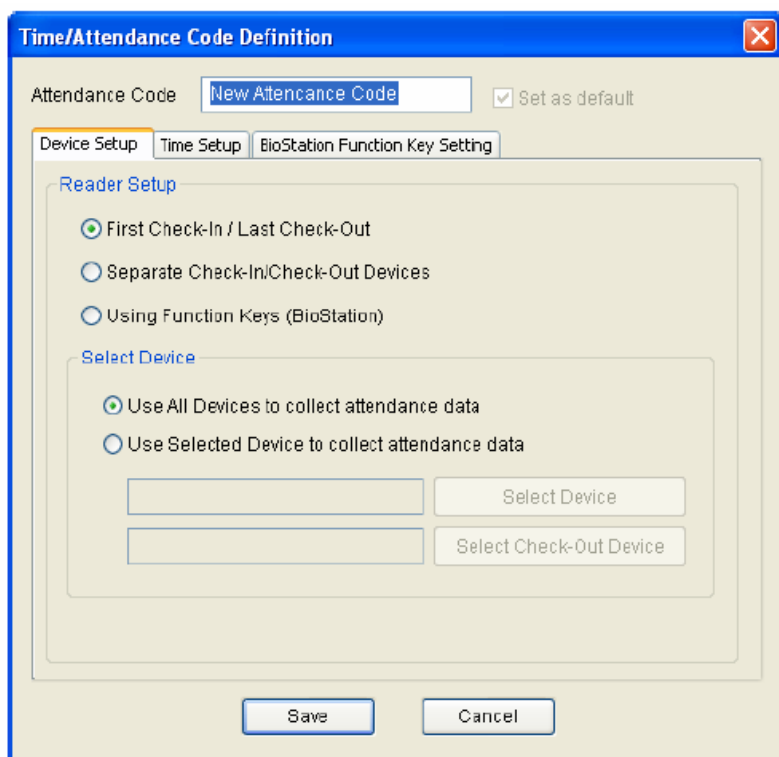 Time/Attendance Code Definition
Attendance Code New Attencance Code Set as default
Device Setup Time Setup BioStation Function Key Setting
Reader Setup
First Check-In / Last Check-Out
Separate Check-In/Check-Out Devices
Using Function Keys (BioStation)
Select Device
Use All Devices to collect attendance data
Use Selected Device to collect attendance data
Select Device
Select Check-Out Device
Save Cancel